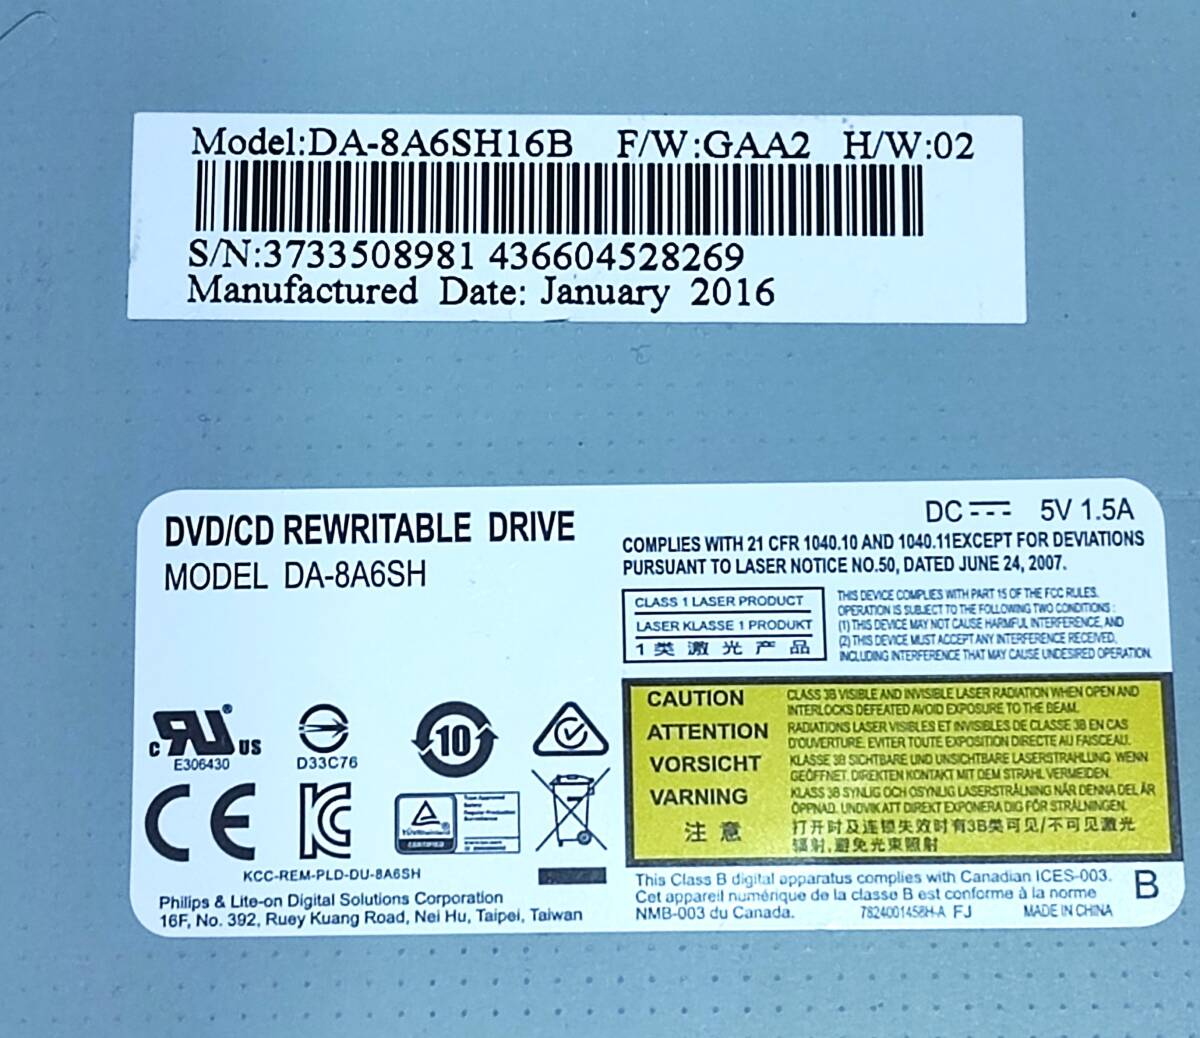 Model:DA-8A6SH16B F/W:GAA2 H/W:02
S/N:3733508981 436604528269
Manufactured Date: January 2016
DVD/CD REWRITABLE DRIVE
MODEL DA-8A6SH
DC 5V 1.5A
COMPLIES WITH 21 CFR 1040.10 AND 1040.11EXCEPT FOR DEVIATIONS
PURSUANT TO LASER NOTICE NO.50, DATED JUNE 24, 2007.
CLASS 1 LASER PRODUCT
LASER KLASSE 1 PRODUKT
1 类 激 光 产 品
THIS DEVICE COMPLIES WITH PART 15 OF THE FCC RULES.
OPERATION IS SUBJECT TO THE FOLLOWING TWO CONDITIONS :
(1) THIS DEVICE MAY NOT CAUSE HARMFUL INTERFERENCE, AND
(2) THIS DEVICE MUST ACCEPT ANY INTERFERENCE RECEIVED,
INCLUDING INTERFERENCE THAT MAY CAUSE UNDESIRED OPERATION.
CAUTION
CLASS 3B VISIBLE AND INVISIBLE LASER RADIATION WHEN OPEN AND
INTERLOCKS DEFEATED AVOID EXPOSURE TO THE BEAM.
ATTENTION
RADIATIONS LASER VISIBLES ET INVISIBLES DE CLASSE 3B EN CAS
D'OUVERTURE. EVITER TOUTE EXPOSITION DIRECTE AU FAISCEAU.
VORSICHT
KLASSE 3B SICHTBARE UND UNSICHTBARE LASERSTRAHLUNG. WENN
GEÖFFNET. DIREKTEN KONTAKT MIT DEM STRAHL VERMEIDEN.
VARNING
KLASS 3B SYNLIG OCH OSYNLIG LASERSTRÅLNING NÄR DENNA DEL ÄR
ÖPPNAD. UNDVIK ATT DIREKT EXPONERA DIG FÖR STRÅLNINGEN.
注 意
打开时及连锁失效时有3B类可见/不可见激光
辐射,避免光束照射
c RU ® US
E306430
D33C76
10
CE
TÜVRheinland
CERTIFIED
Type Approved
Safety
Regular Production
Surveillance
KCC-REM-PLD-DU-8A6SH
Philips & Lite-on Digital Solutions Corporation
16F, No. 392, Ruey Kuang Road, Nei Hu, Taipei, Taiwan
This Class B digital apparatus complies with Canadian ICES-003.
Cet appareil numérique de la classe B est conforme à la norme
NMB-003 du Canada.
7824001456H-A FJ MADE IN CHINA
B